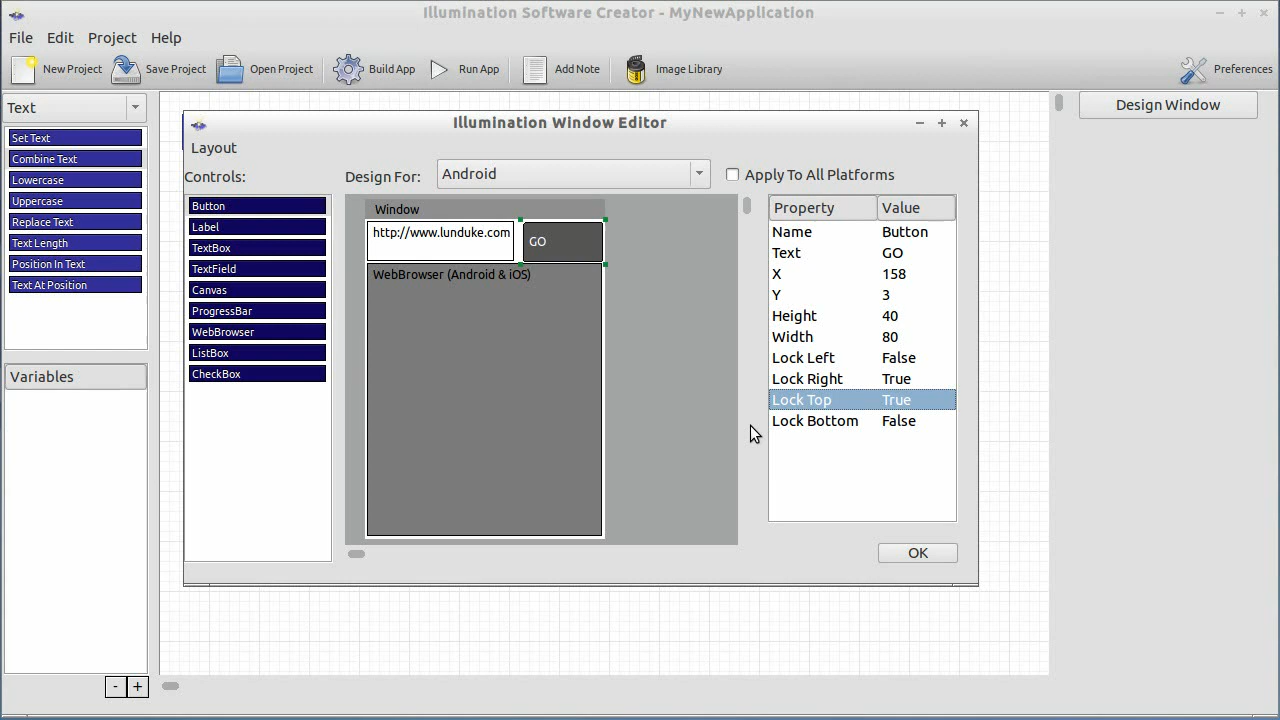 Illumination Software Creator - MyNewApplication
File Edit Project Help
New Project Save Project Open Project Build App Run App Add Note Image Library Preferences
Text
Set Text
Combine Text
Lowercase
Uppercase
Replace Text
Text Length
Position In Text
Text At Position
Variables
- +
Illumination Window Editor
Layout
Controls:
Button
Label
TextBox
TextField
Canvas
ProgressBar
WebBrowser
ListBox
CheckBox
Design For: Android Apply To All Platforms
Window
http://www.lunduke.com GO
WebBrowser (Android & iOS)
Property Value
Name Button
Text GO
X 158
Y 3
Height 40
Width 80
Lock Left False
Lock Right True
Lock Top True
Lock Bottom False
OK
Design Window